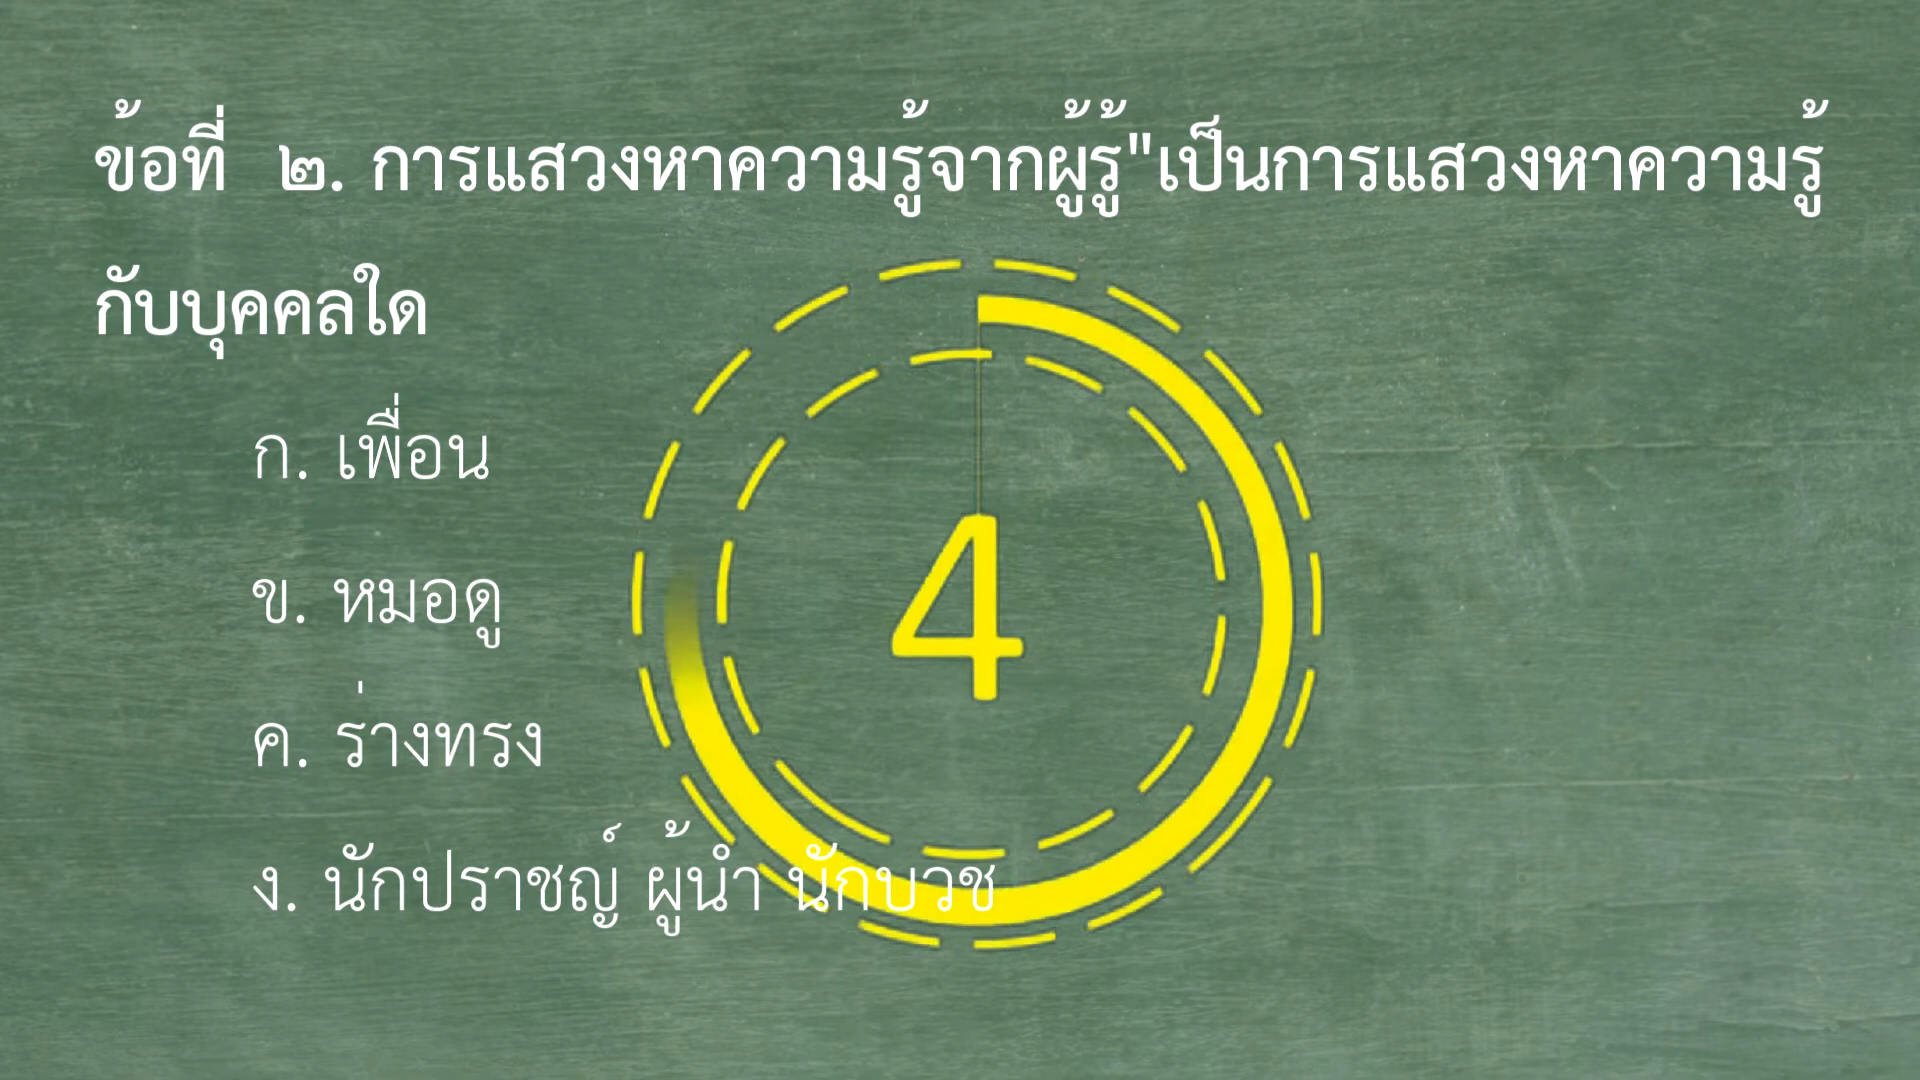 ข้อที่ ๒. การแสวงหาความรู้จากผู้รู้"เป็นการแสวงหาความรู้
กับบุคคลใด
ก. เพื่อน
ข. หมอดู
4
ค. ร่างทรง
ง. นักปราชญ์ ผู้นำ นักบวช